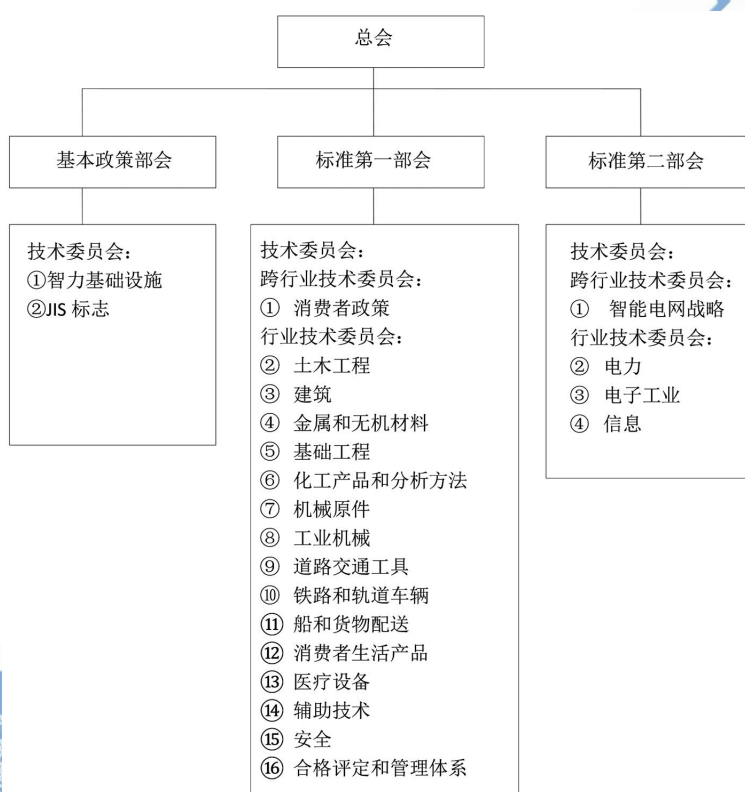 总会
基本政策部会
标准第一部会
标准第二部会
技术委员会：
①智力基础设施
②JIS 标志
技术委员会：
跨行业技术委员会：
① 消费者政策
行业技术委员会：
② 土木工程
③ 建筑
④ 金属和无机材料
⑤ 基础工程
⑥ 化工产品和分析方法
⑦ 机械原件
⑧ 工业机械
⑨ 道路交通工具
⑩ 铁路和轨道车辆
⑪ 船和货物配送
⑫ 消费者生活产品
⑬ 医疗设备
⑭ 辅助技术
⑮ 安全
⑯ 合格评定和管理体系
技术委员会：
跨行业技术委员会：
① 智能电网战略
行业技术委员会：
② 电力
③ 电子工业
④ 信息